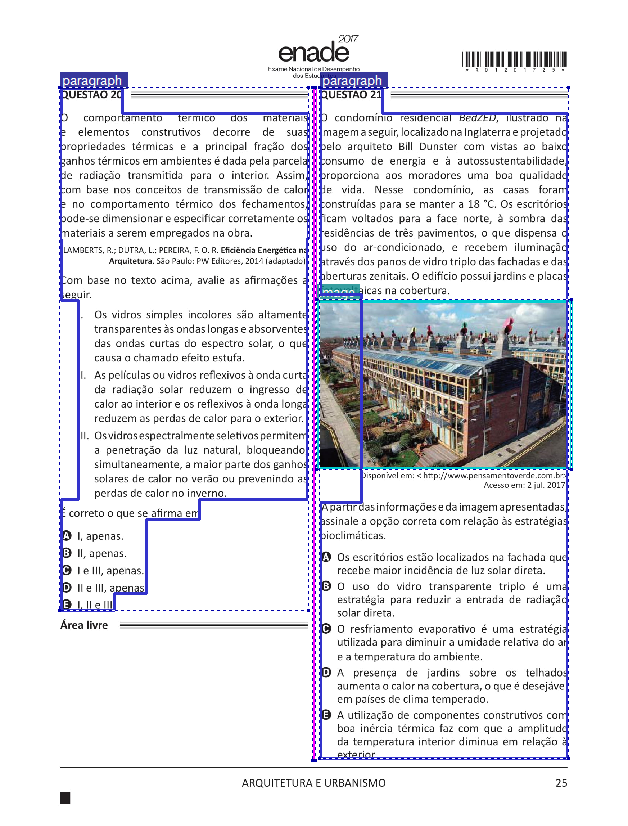 2017
enade
Exame Nacional de Desempenho
dos Estu
paragraph
QUESTÃO 20
O comportamento térmico dos materiais
e elementos construtivos decorre de suas
propriedades térmicas e a principal fração dos
ganhos térmicos em ambientes é dada pela parcela
de radiação transmitida para o interior. Assim,
com base nos conceitos de transmissão de calor
e no comportamento térmico dos fechamentos,
pode-se dimensionar e especificar corretamente os
materiais a serem empregados na obra.
LAMBERTS, R.; DUTRA, L.; PEREIRA, F. O. R. Eficiência Energética na
Arquitetura. São Paulo: PW Editores, 2014 (adaptado)
Com base no texto acima, avalie as afirmações a
seguir.
I. Os vidros simples incolores são altamente
transparentes às ondas longas e absorventes
das ondas curtas do espectro solar, o que
causa o chamado efeito estufa.
II. As películas ou vidros reflexivos à onda curta
da radiação solar reduzem o ingresso de
calor ao interior e os reflexivos à onda longa
reduzem as perdas de calor para o exterior.
III. Os vidros espectralmente seletivos permitem
a penetração da luz natural, bloqueando,
simultaneamente, a maior parte dos ganhos
solares de calor no verão ou prevenindo as
perdas de calor no inverno.
É correto o que se afirma em
A I, apenas.
B II, apenas.
C I e III, apenas.
D II e III, apenas.
E I, II e III.
Área livre
paragraph
QUESTÃO 21
O condomínio residencial BedZED, ilustrado na
imagem a seguir, localizado na Inglaterra e projetado
pelo arquiteto Bill Dunster com vistas ao baixo
consumo de energia e à autossustentabilidade,
proporciona aos moradores uma boa qualidade
de vida. Nesse condomínio, as casas foram
construídas para se manter a 18 °C. Os escritórios
ficam voltados para a face norte, à sombra das
residências de três pavimentos, o que dispensa o
uso do ar-condicionado, e recebem iluminação
através dos panos de vidro triplo das fachadas e das
aberturas zenitais. O edifício possui jardins e placas
image
aicas na cobertura.
Disponível em: < http://www.pensamentoverde.com.br>
Acesso em: 2 jul. 2017
A partir das informações e da imagem apresentadas,
assinale a opção correta com relação às estratégias
bioclimáticas.
A Os escritórios estão localizados na fachada que
recebe maior incidência de luz solar direta.
B O uso do vidro transparente triplo é uma
estratégia para reduzir a entrada de radiação
solar direta.
C O resfriamento evaporativo é uma estratégia
utilizada para diminuir a umidade relativa do ar
e a temperatura do ambiente.
D A presença de jardins sobre os telhados
aumenta o calor na cobertura, o que é desejável
em países de clima temperado.
E A utilização de componentes construtivos com
boa inércia térmica faz com que a amplitude
da temperatura interior diminua em relação à
exterior.
ARQUITETURA E URBANISMO
25